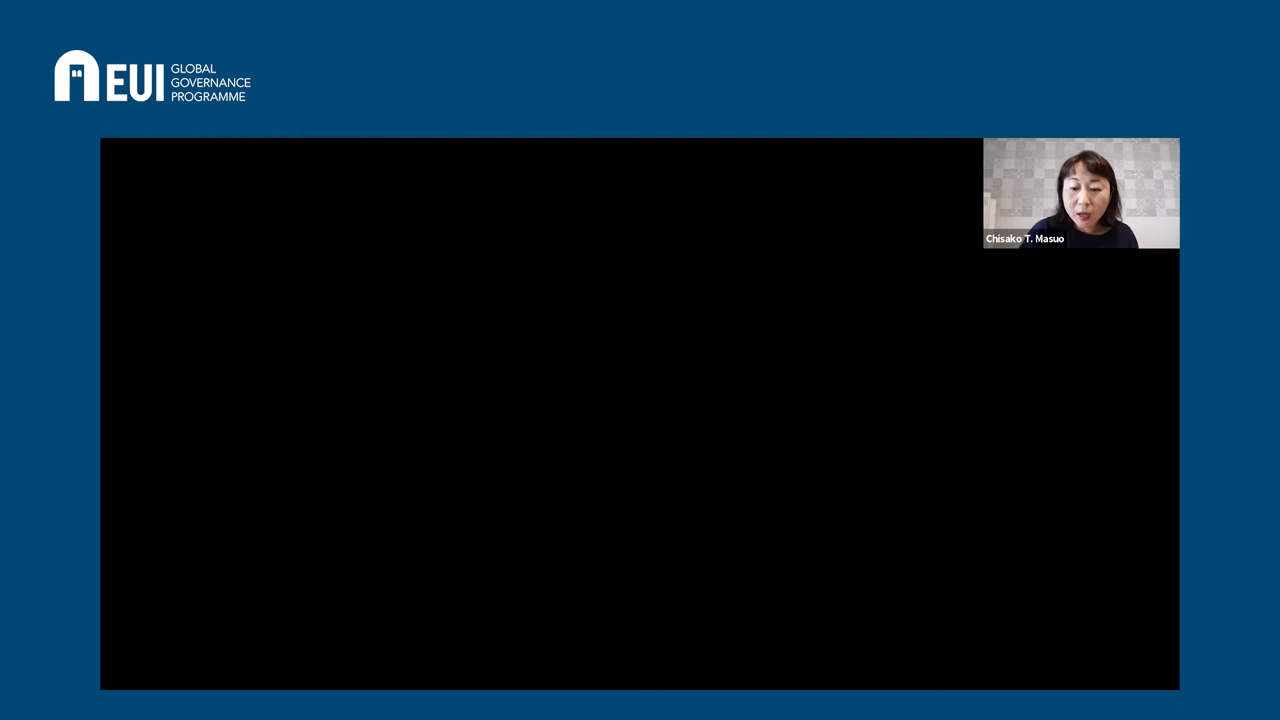 EUI
GLOBAL
GOVERNANCE
PROGRAMME
Chisako T. Masuo